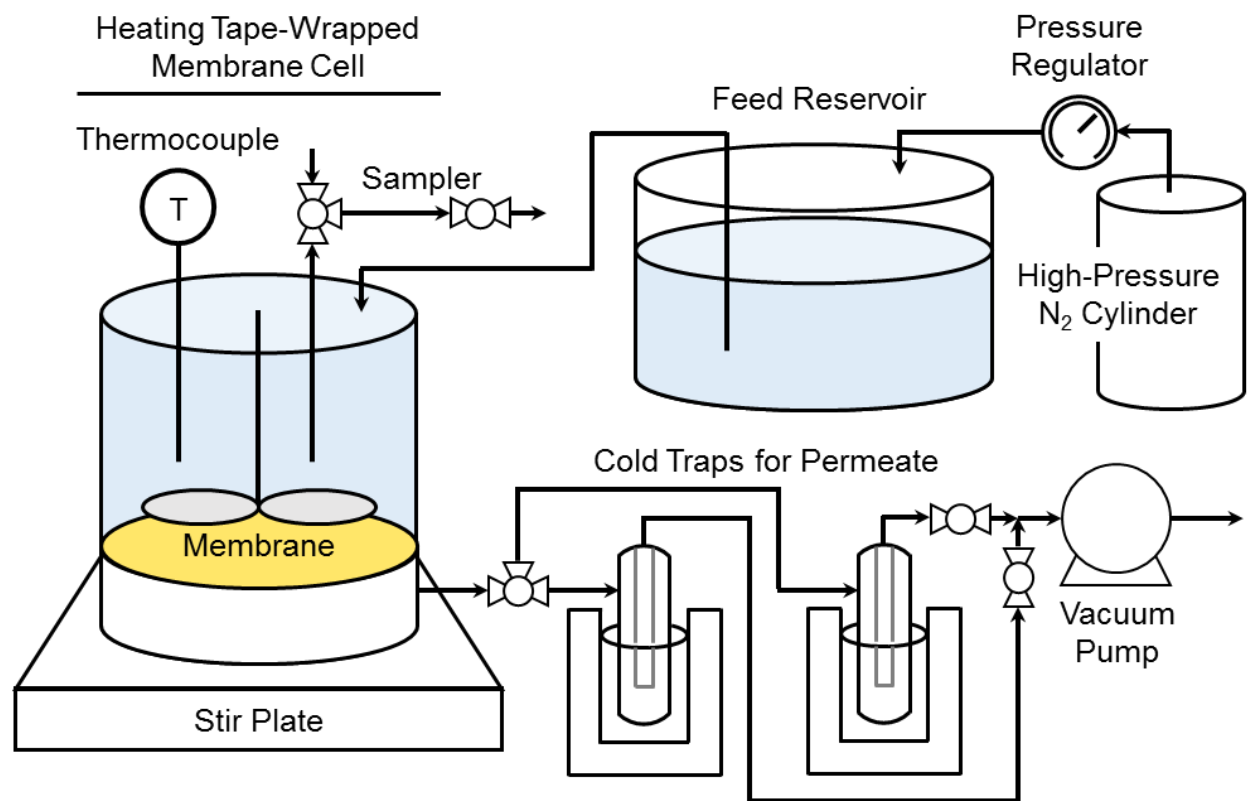 Heating Tape-Wrapped
Membrane Cell
Thermocouple
T
Sampler
Feed Reservoir
Pressure
Regulator
High-Pressure
N₂ Cylinder
Membrane
Stir Plate
Cold Traps for Permeate
Vacuum
Pump